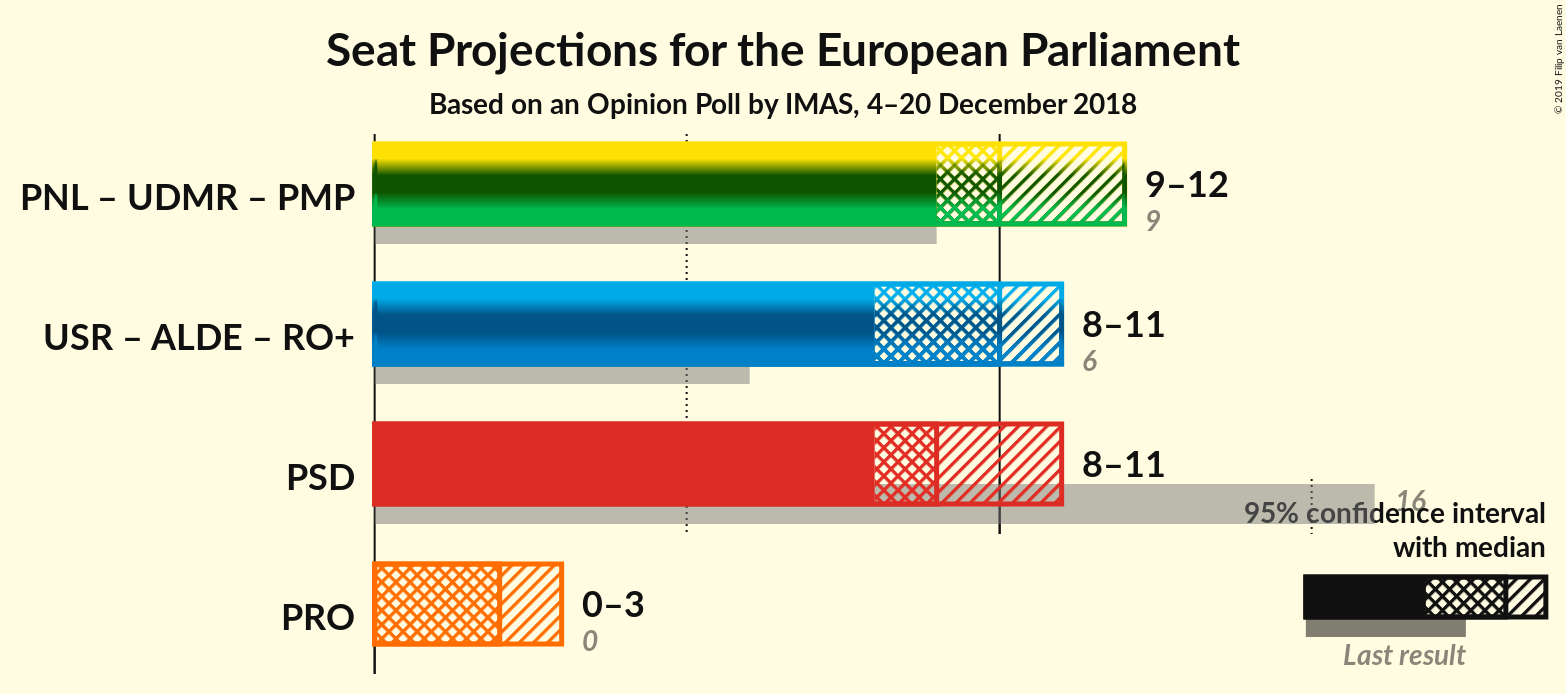 Seat Projections for the European Parliament
Based on an Opinion Poll by IMAS, 4–20 December 2018
© 2019 Filip van Laenen
PNL – UDMR – PMP
9–12
9
USR – ALDE – RO+
8–11
6
PSD
8–11
16
95% confidence interval
with median
PRO
0–3
0
Last result